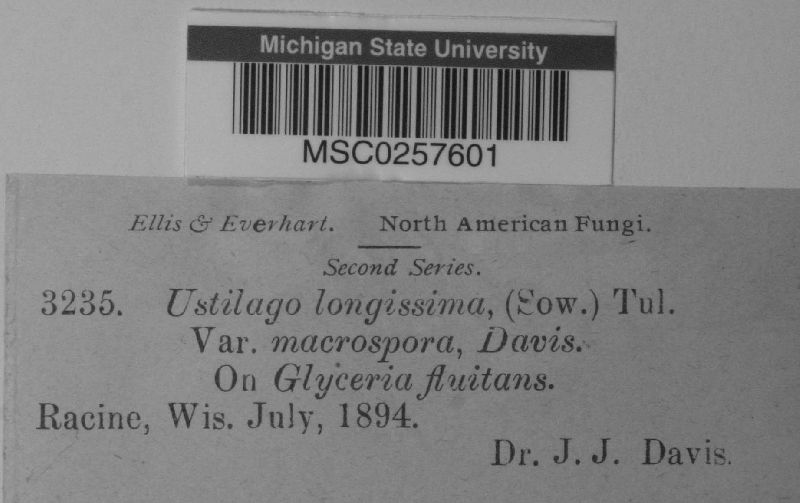 Michigan State University
MSC0257601
Ellis & Everhart. North American Fungi.
Second Series.
3235. Ustilago longissima, (Sow.) Tul.
Var. macrospora, Davis.
On Glyceria fluitans.
Racine, Wis. July, 1894.
Dr. J. J. Davis.